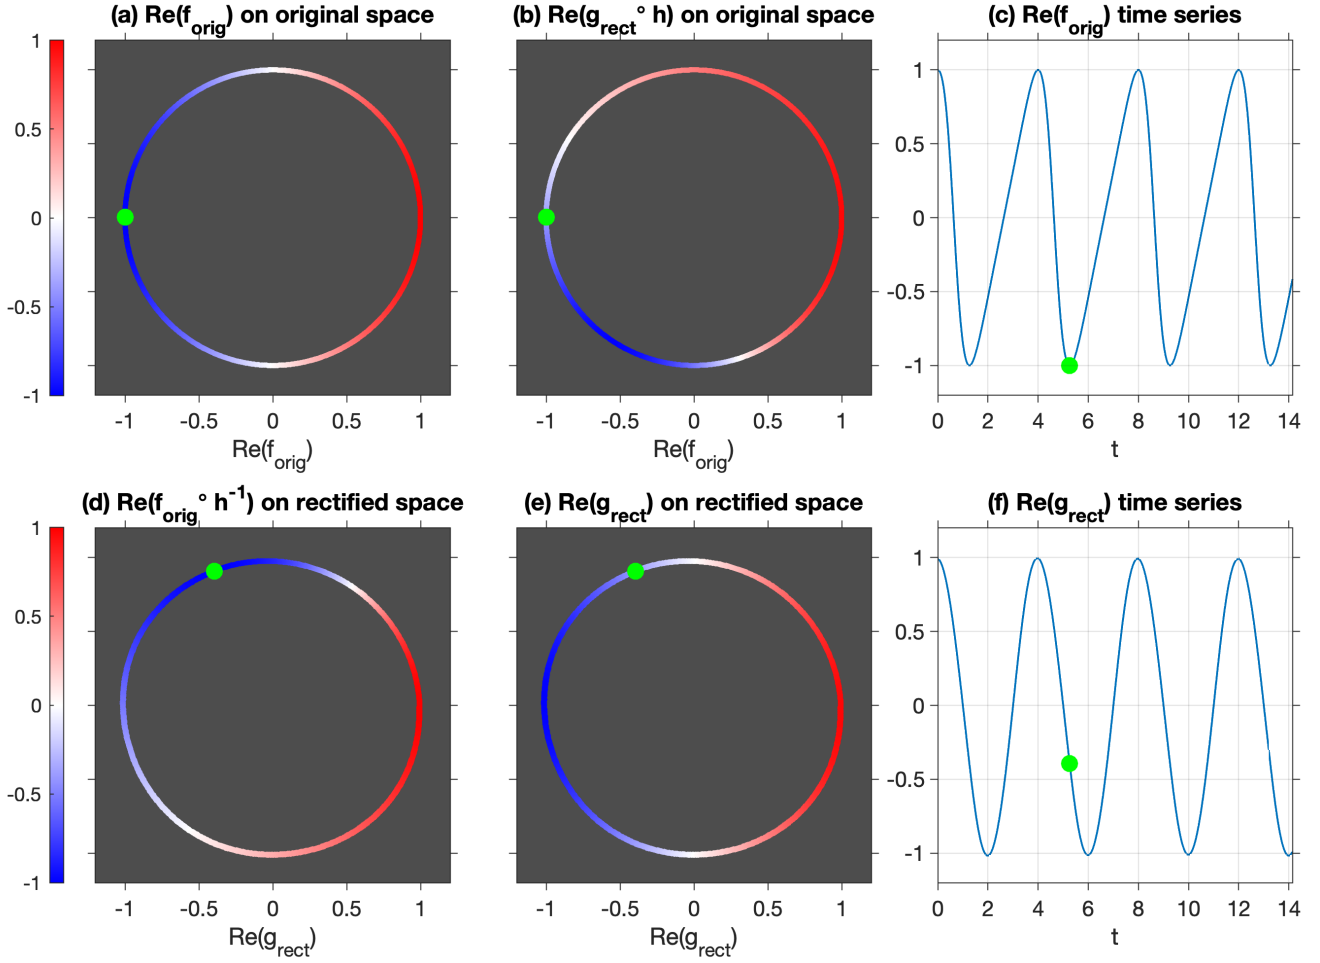 (a) Re(f_orig) on original space
(b) Re(g_rect ° h) on original space
(c) Re(f_orig) time series
1
0.5
0
-0.5
-1
-1 -0.5 0 0.5 1
Re(f_orig)
-1 -0.5 0 0.5 1
Re(f_orig)
1
0.5
0
-0.5
-1
0 2 4 6 8 10 12 14
t
(d) Re(f_orig ° h^-1) on rectified space
(e) Re(g_rect) on rectified space
(f) Re(g_rect) time series
1
0.5
0
-0.5
-1
-1 -0.5 0 0.5 1
Re(g_rect)
-1 -0.5 0 0.5 1
Re(g_rect)
1
0.5
0
-0.5
-1
0 2 4 6 8 10 12 14
t